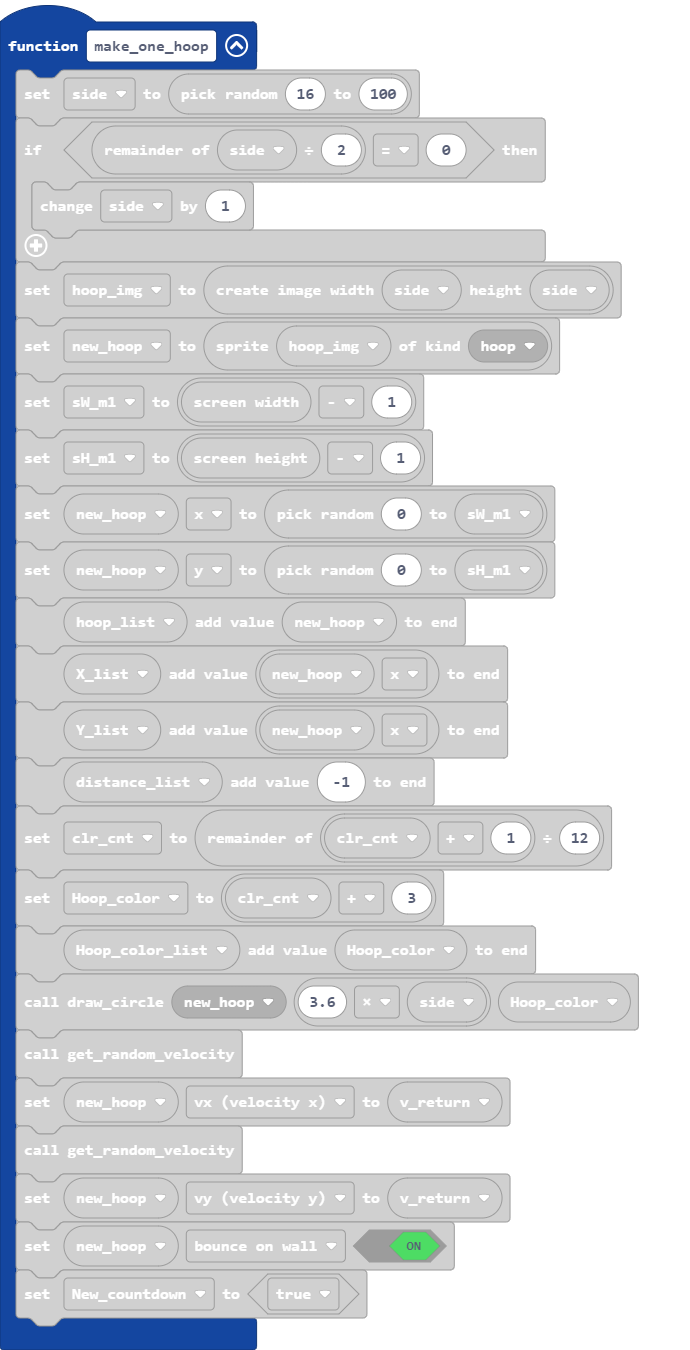 function make_one_hoop
set side to pick random 16 to 100
if remainder of side ÷ 2 = 0 then
change side by 1
set hoop_img to create image width side height side
set new_hoop to sprite hoop_img of kind hoop
set sW_m1 to screen width - 1
set sH_m1 to screen height - 1
set new_hoop x to pick random 0 to sW_m1
set new_hoop y to pick random 0 to sH_m1
hoop_list add value new_hoop to end
X_list add value new_hoop x to end
Y_list add value new_hoop x to end
distance_list add value -1 to end
set clr_cnt to remainder of clr_cnt + 1 ÷ 12
set Hoop_color to clr_cnt + 3
Hoop_color_list add value Hoop_color to end
call draw_circle new_hoop 3.6 × side Hoop_color
call get_random_velocity
set new_hoop vx (velocity x) to v_return
call get_random_velocity
set new_hoop vy (velocity y) to v_return
set new_hoop bounce on wall ON
set New_countdown to true